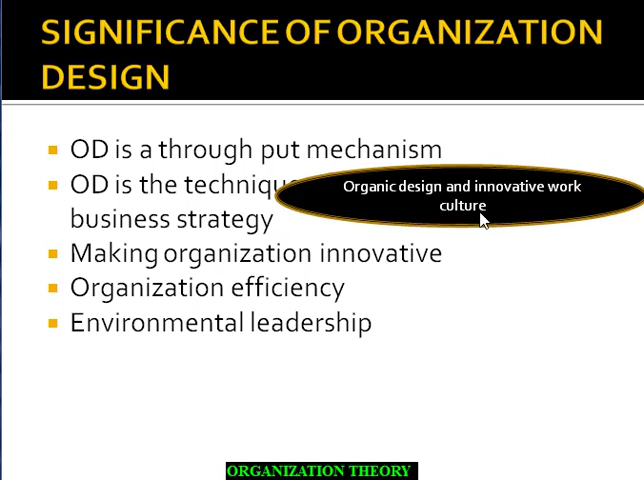 SIGNIFICANCE OF ORGANIZATION
DESIGN
OD is a through put mechanism
OD is the technique
business strategy
Organic design and innovative work
culture
Making organization innovative
Organization efficiency
Environmental leadership
ORGANIZATION THEORY